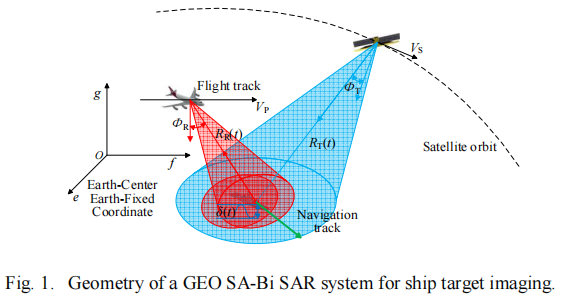 V_S
Flight track
g
Φ_T
V_P
Φ_R
R_R(t)
R_T(t)
Satellite orbit
O
f
Earth-Center
Earth-Fixed
Coordinate
e
δ(t)
Navigation
track
Fig. 1. Geometry of a GEO SA-Bi SAR system for ship target imaging.